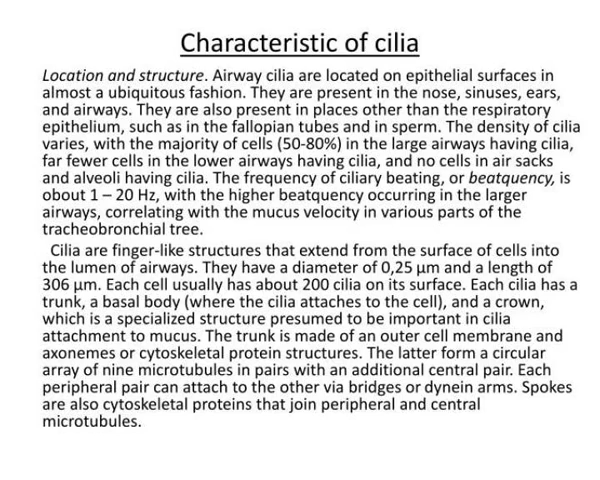 Characteristic of cilia
Location and structure. Airway cilia are located on epithelial surfaces in
almost a ubiquitous fashion. They are present in the nose, sinuses, ears,
and airways. They are also present in places other than the respiratory
epithelium, such as in the fallopian tubes and in sperm. The density of cilia
varies, with the majority of cells (50-80%) in the large airways having cilia,
far fewer cells in the lower airways having cilia, and no cells in air sacks
and alveoli having cilia. The frequency of ciliary beating, or beatquency, is
obout 1 – 20 Hz, with the higher beatquency occurring in the larger
airways, correlating with the mucus velocity in various parts of the
tracheobronchial tree.
Cilia are finger-like structures that extend from the surface of cells into
the lumen of airways. They have a diameter of 0,25 µm and a length of
306 µm. Each cell usually has about 200 cilia on its surface. Each cilia has a
trunk, a basal body (where the cilia attaches to the cell), and a crown,
which is a specialized structure presumed to be important in cilia
attachment to mucus. The trunk is made of an outer cell membrane and
axonemes or cytoskeletal protein structures. The latter form a circular
array of nine microtubules in pairs with an additional central pair. Each
peripheral pair can attach to the other via bridges or dynein arms. Spokes
are also cytoskeletal proteins that join peripheral and central
microtubules.